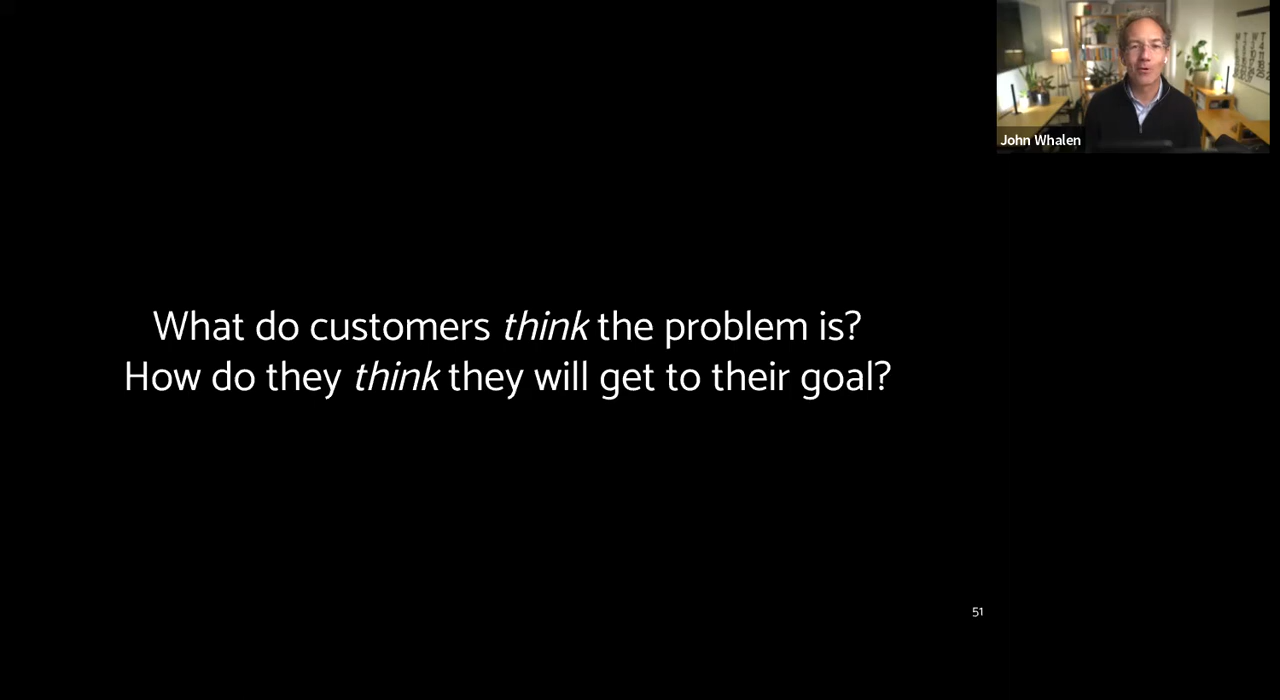 John Whalen
What do customers think the problem is?
How do they think they will get to their goal?
51